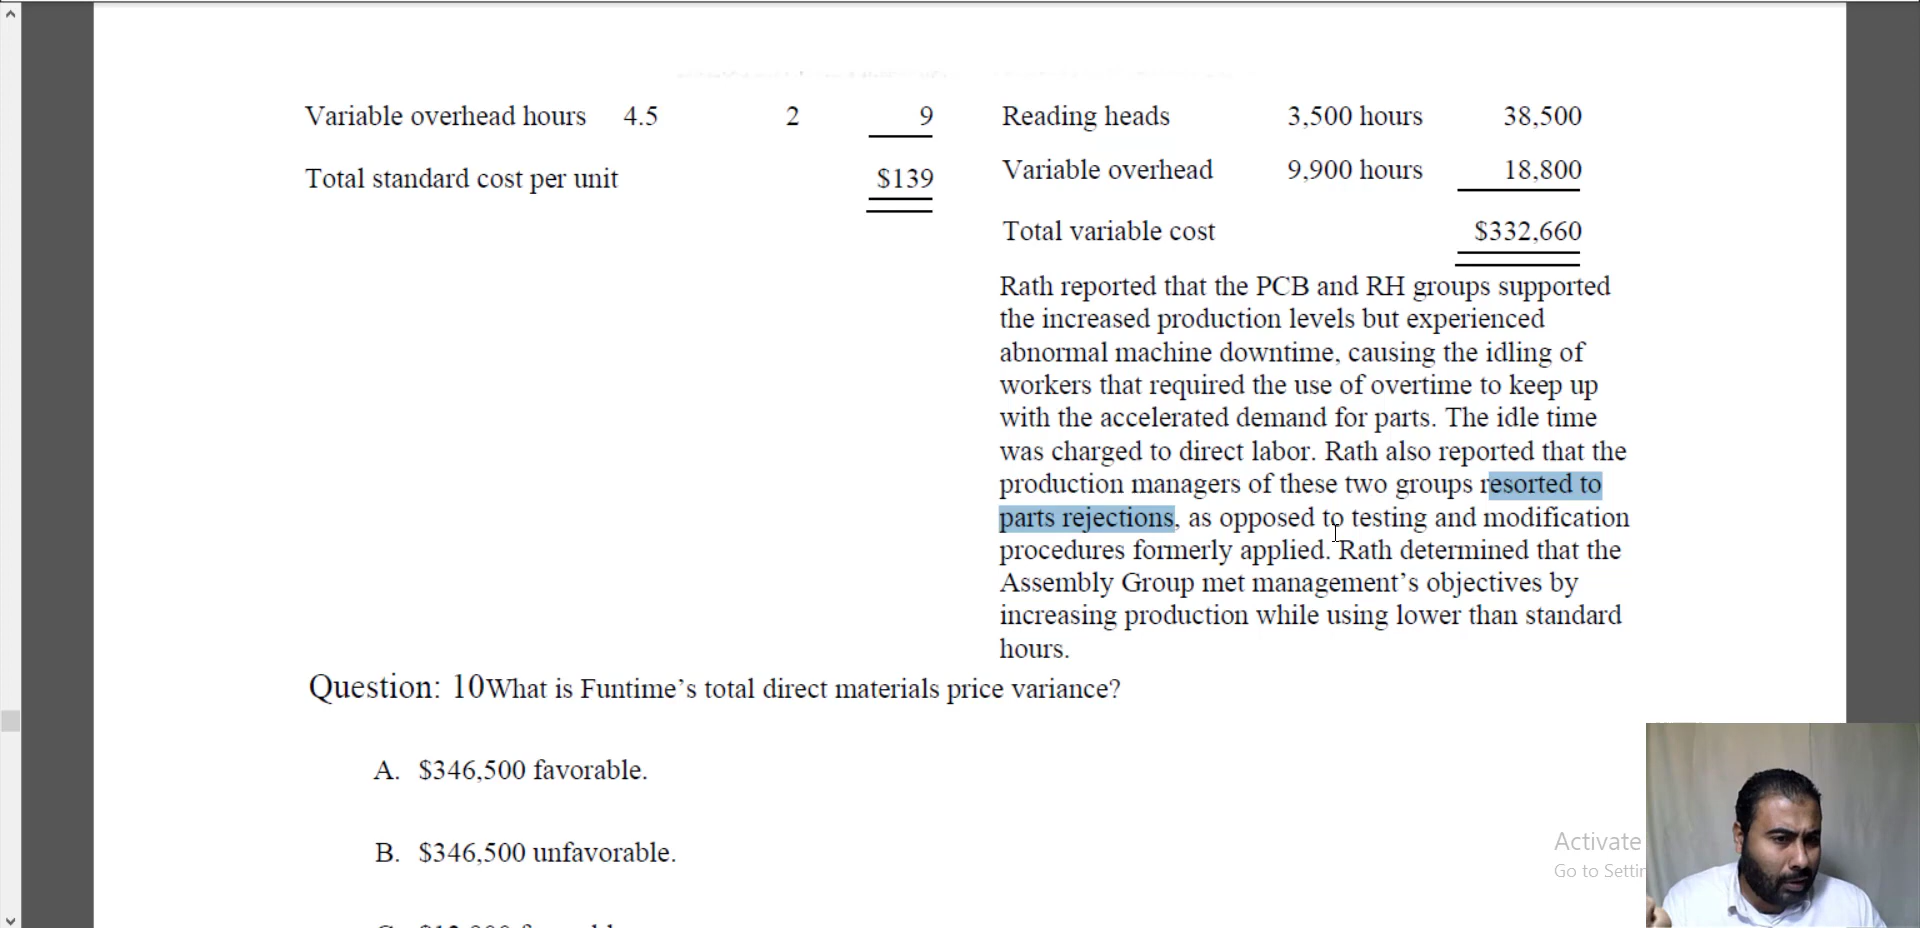 Variable overhead hours 4.5 2 9
Total standard cost per unit $139
Reading heads 3,500 hours 38,500
Variable overhead 9,900 hours 18,800
Total variable cost $332,660
Rath reported that the PCB and RH groups supported
the increased production levels but experienced
abnormal machine downtime, causing the idling of
workers that required the use of overtime to keep up
with the accelerated demand for parts. The idle time
was charged to direct labor. Rath also reported that the
production managers of these two groups resorted to
parts rejections, as opposed to testing and modification
procedures formerly applied. Rath determined that the
Assembly Group met management’s objectives by
increasing production while using lower than standard
hours.
Question: 10What is Funtime’s total direct materials price variance?
A. $346,500 favorable.
B. $346,500 unfavorable.
Activate
Go to Settin